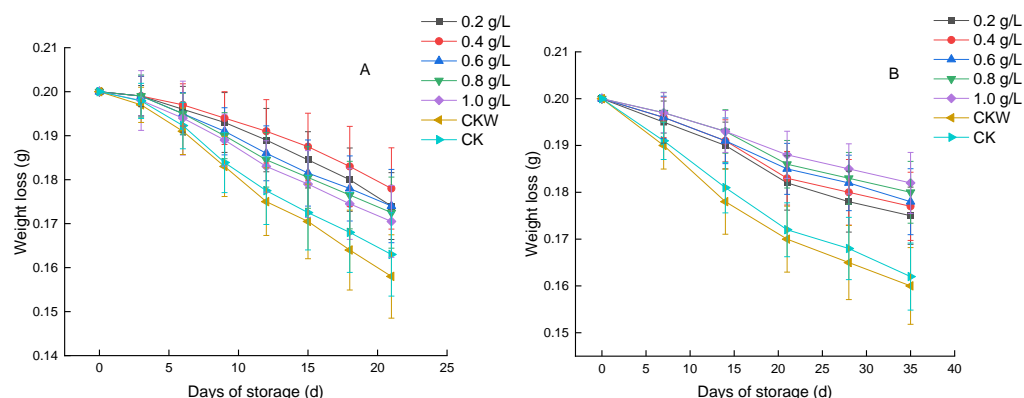 0.2 g/L
0.4 g/L
0.6 g/L
0.8 g/L
1.0 g/L
CKW
CK
A
0.21
0.20
0.19
0.18
0.17
0.16
0.15
0.14
Weight loss (g)
0 5 10 15 20 25
Days of storage (d)
0.2 g/L
0.4 g/L
0.6 g/L
0.8 g/L
1.0 g/L
CKW
CK
B
0.21
0.20
0.19
0.18
0.17
0.16
0.15
Weight loss (g)
0 5 10 15 20 25 30 35 40
Days of storage (d)